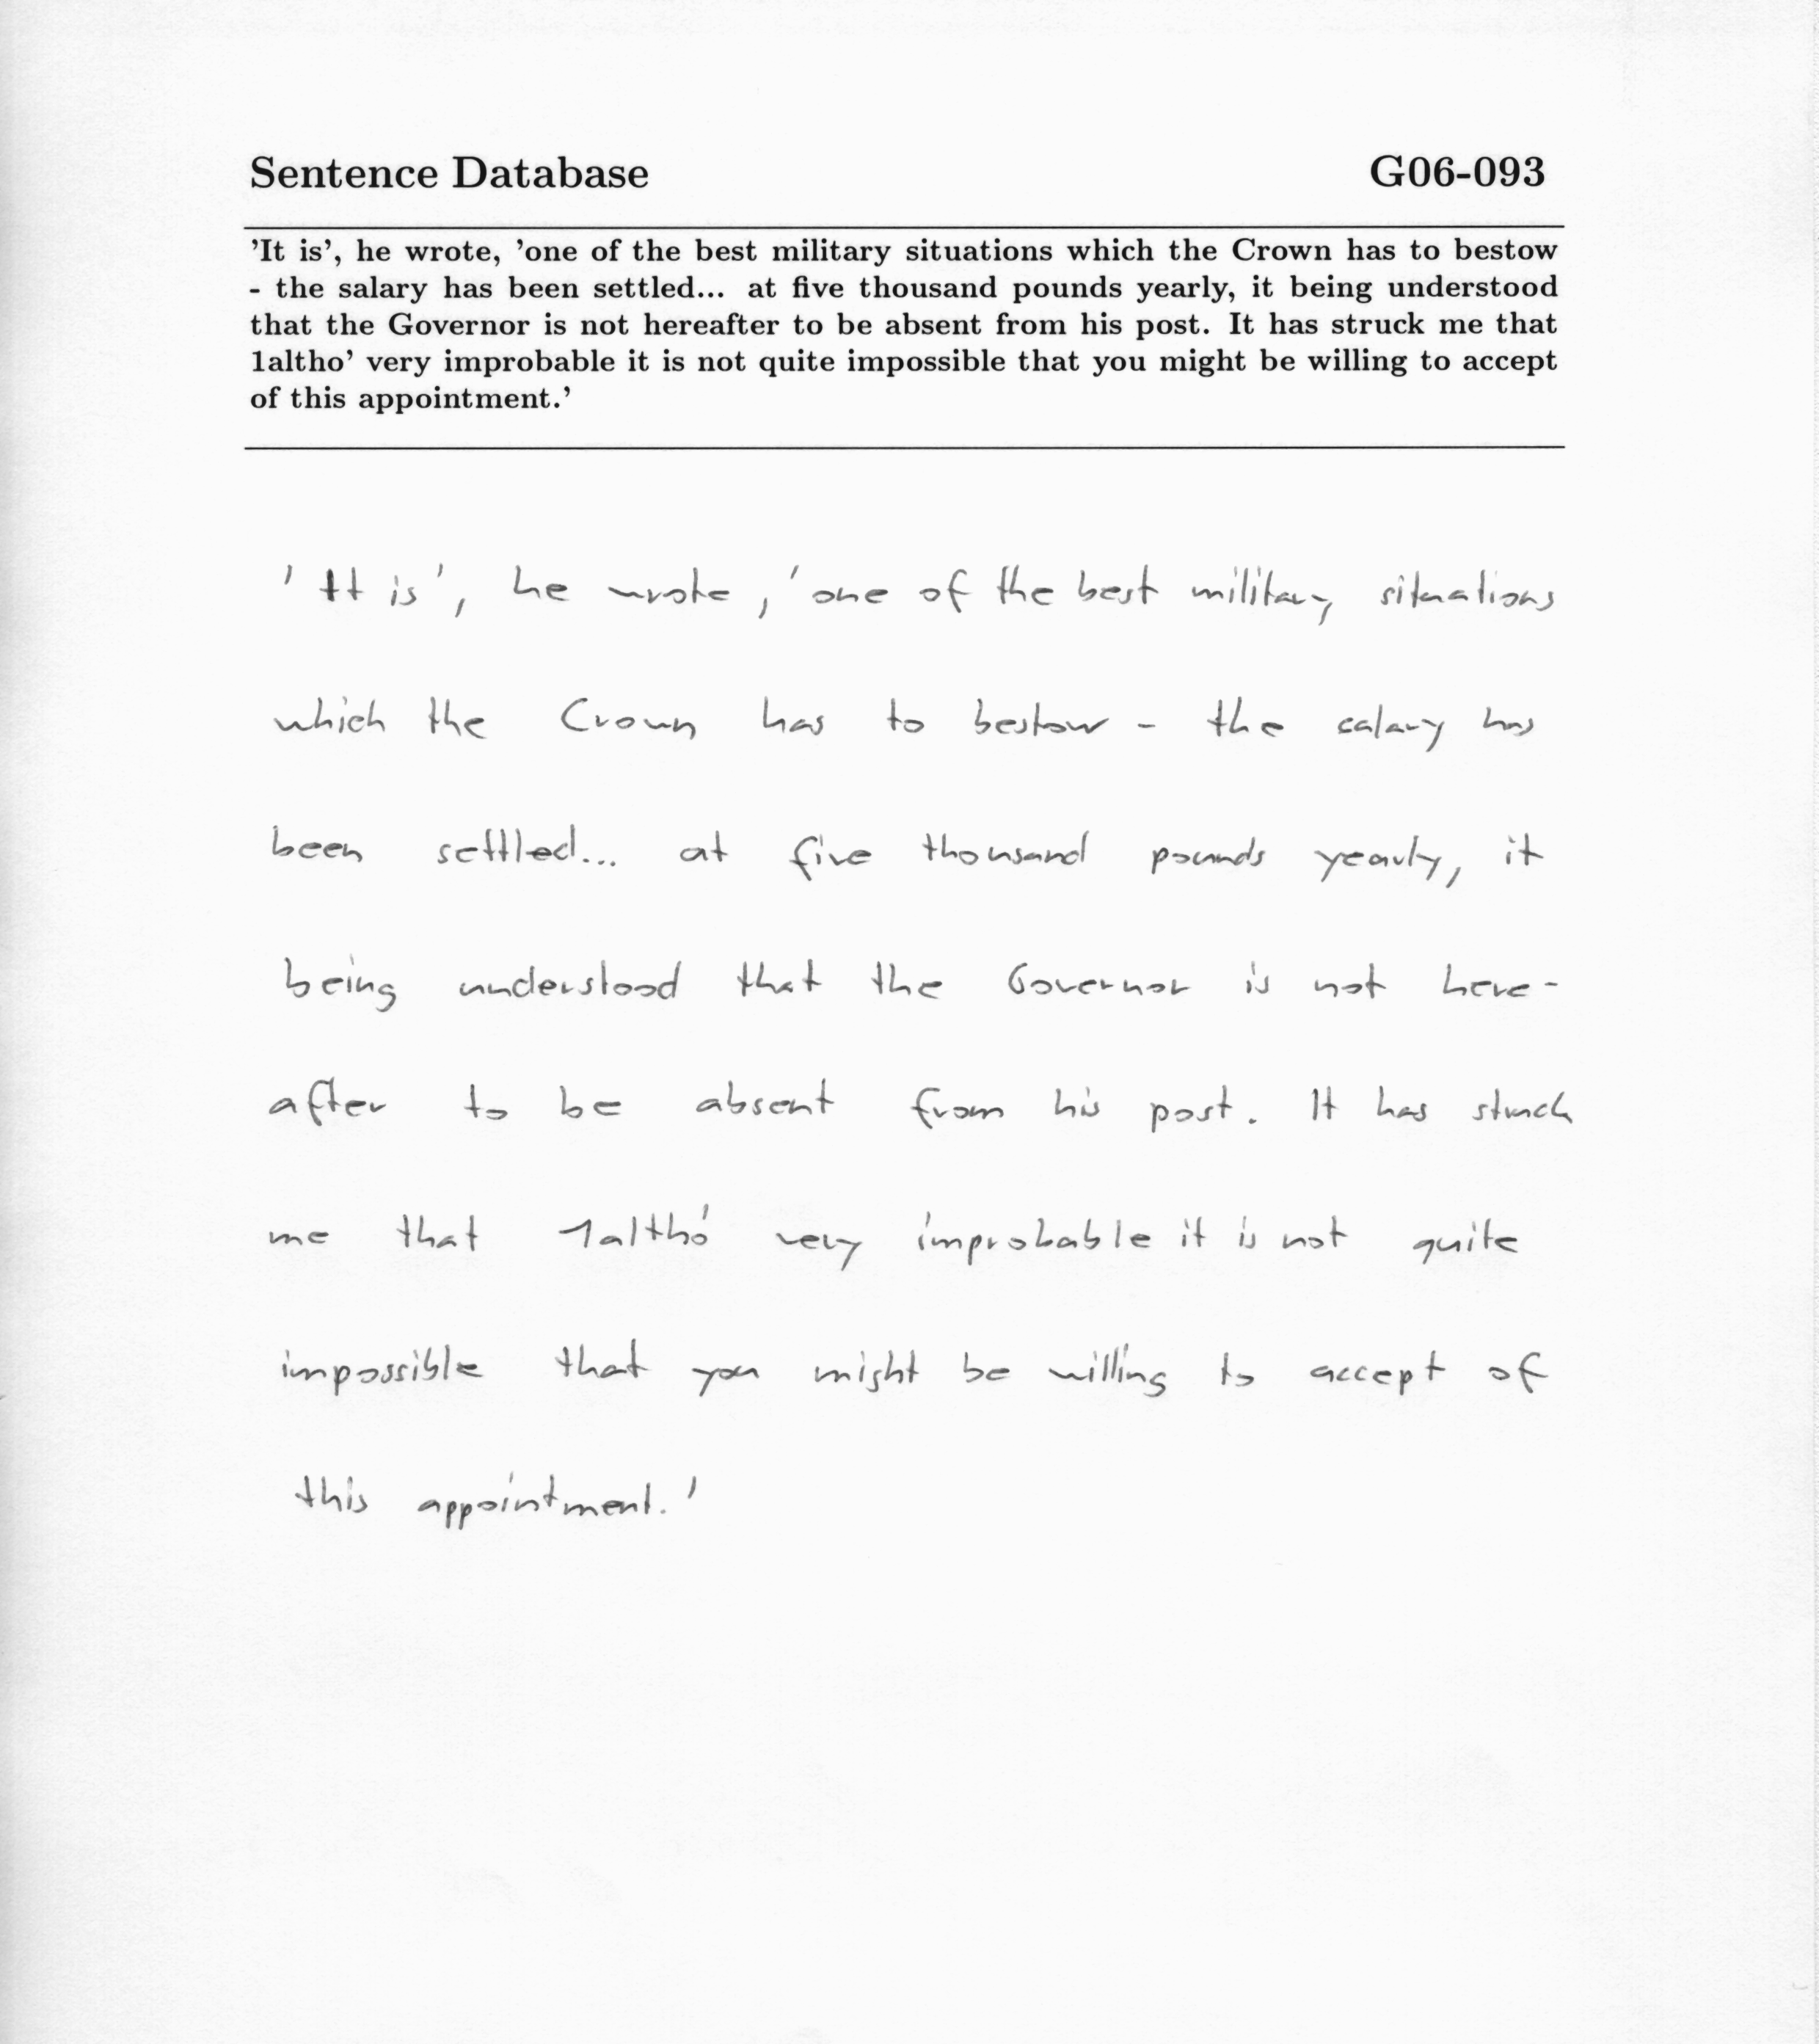 Sentence Database G06-093
'It is', he wrote, 'one of the best military situations which the Crown has to bestow
- the salary has been settled... at five thousand pounds yearly, it being understood
that the Governor is not hereafter to be absent from his post. It has struck me that
1altho' very improbable it is not quite impossible that you might be willing to accept
of this appointment.'
'It is', he wrote, 'one of the best military situations
which the Crown has to bestow - the salary has
been settled... at five thousand pounds yearly, it
being understood that the Governor is not here-
after to be absent from his post. It has struck
me that 1altho' very improbable it is not quite
impossible that you might be willing to accept of
this appointment.'